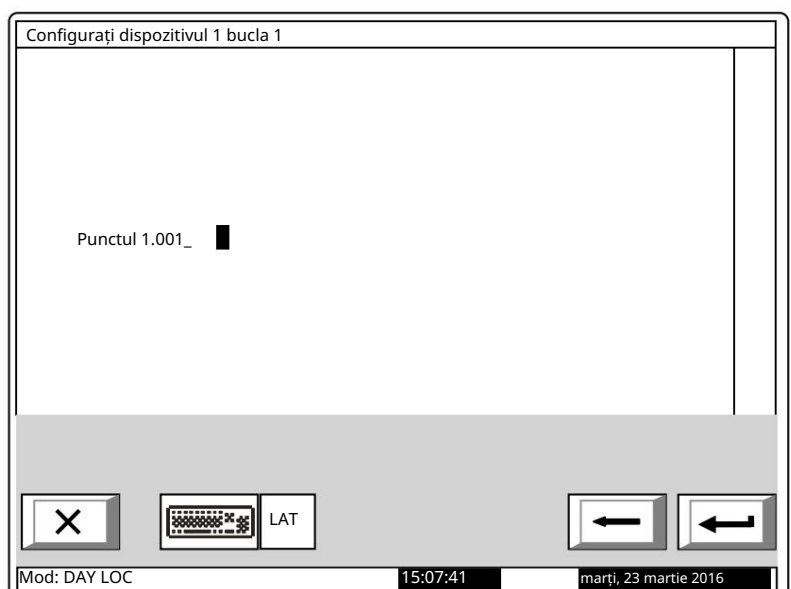 Configurați dispozitivul 1 bucla 1
Punctul 1.001_
LAT
Mod: DAY LOC 15:07:41 marți, 23 martie 2016